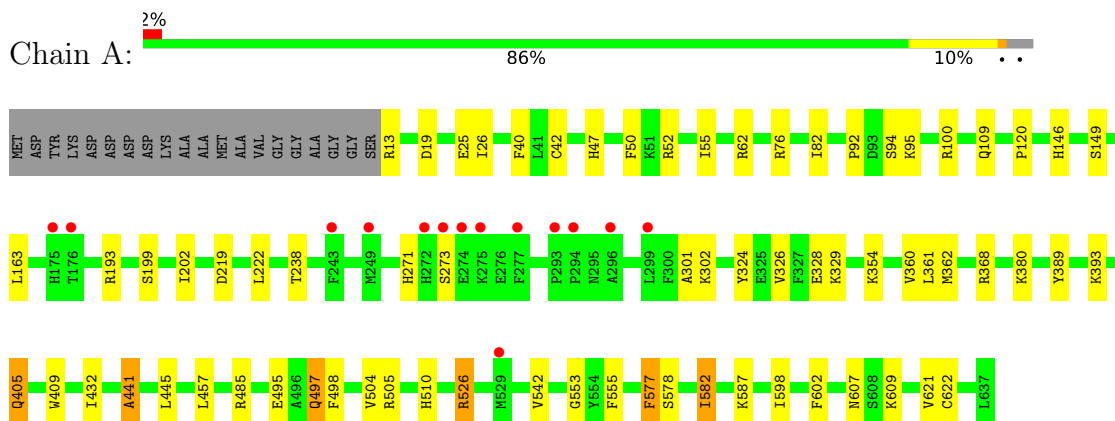 2%
Chain A:
86% 10% • •
MET ASP TYR LYS ASP ASP ASP ASP LYS ALA ALA MET ALA VAL GLY GLY ALA GLY GLY SER R13 D19 E25 I26 F40 L41 C42 H47 F50 K51 R52 I55 R62 R76 I82 P92 D93 S94 K95 R100 Q109 P120 H146 S149
L163 H175 T176 R193 S199 I202 D219 L222 T238 F243 M249 H271 H272 S273 E274 K275 E276 F277 P293 P294 N295 A296 L299 F300 A301 K302 Y324 E325 V326 F327 E328 K329 K354 V360 L361 M362 R368 K380 Y389 K393
Q405 W409 I432 A441 L445 L457 R485 E495 A496 Q497 F498 V504 R505 H510 R526 M529 V542 G553 Y554 F555 F577 S578 I582 K587 I598 F602 N607 S608 K609 V621 C622 L637